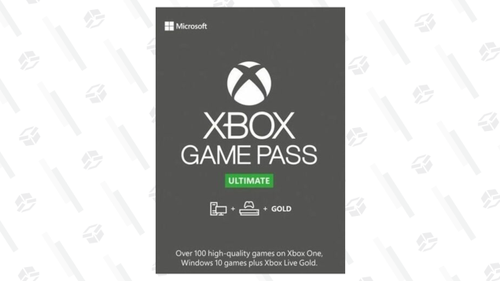 Microsoft
XBOX
GAME PASS
ULTIMATE
+ + GOLD
Over 100 high-quality games on Xbox One,
Windows 10 games plus Xbox Live Gold.